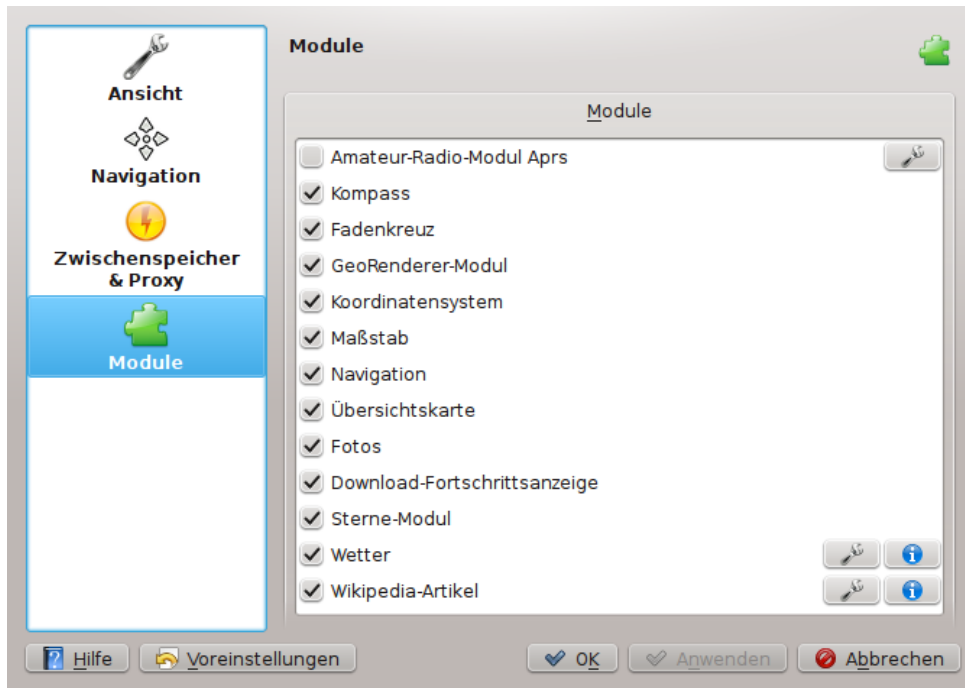 Ansicht
Navigation
Zwischenspeicher
& Proxy
Module
Module
Module
Amateur-Radio-Modul Aprs
Kompass
Fadenkreuz
GeoRenderer-Modul
Koordinatensystem
Maßstab
Navigation
Übersichtskarte
Fotos
Download-Fortschrittsanzeige
Sterne-Modul
Wetter
Wikipedia-Artikel
Hilfe
Voreinstellungen
OK
Anwenden
Abbrechen